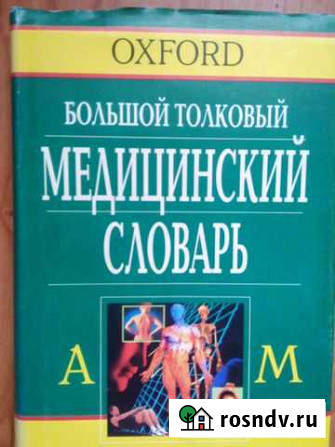 OXFORD
БОЛЬШОЙ ТОЛКОВЫЙ
МЕДИЦИНСКИЙ
СЛОВАРЬ
А М
rosndv.ru